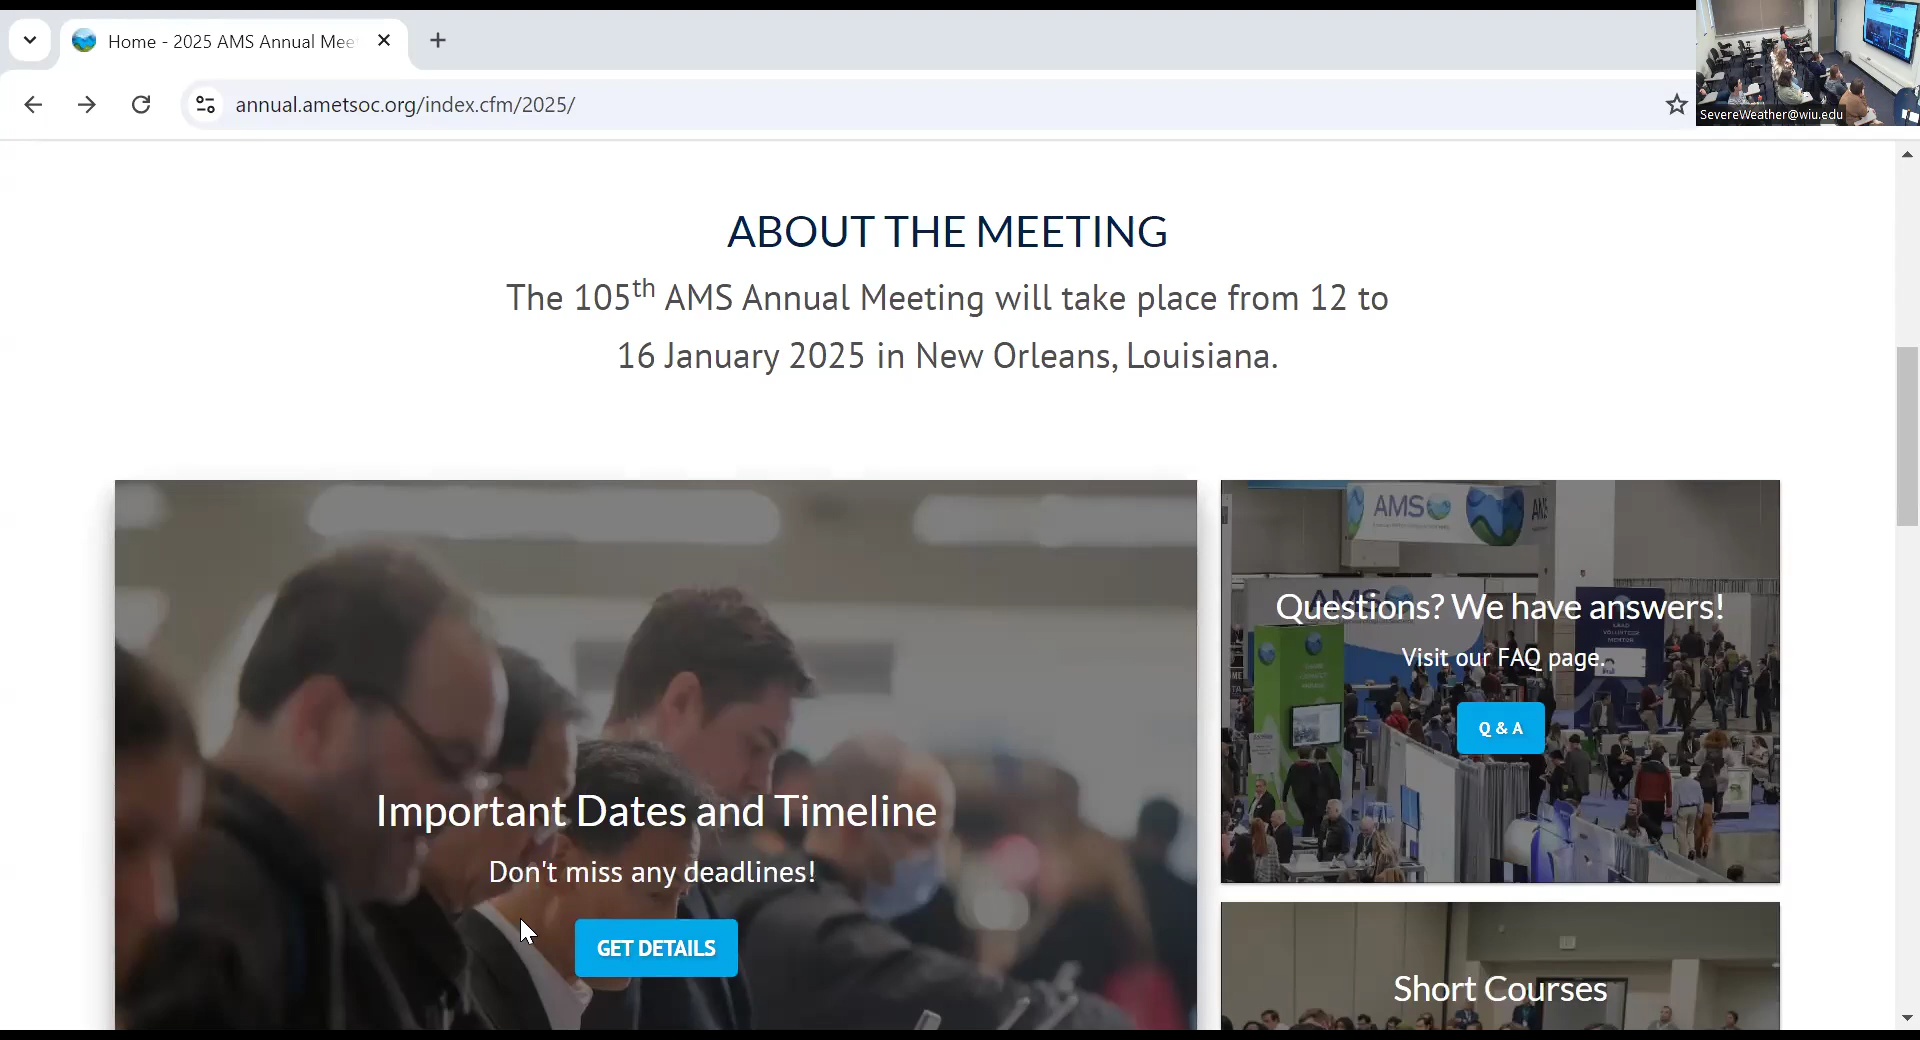 Home - 2025 AMS Annual Mee
annual.ametsoc.org/index.cfm/2025/
SevereWeather@wiu.edu
ABOUT THE MEETING
The 105th AMS Annual Meeting will take place from 12 to
16 January 2025 in New Orleans, Louisiana.
Important Dates and Timeline
Don't miss any deadlines!
GET DETAILS
AMS
Questions? We have answers!
Visit our FAQ page.
Q & A
Short Courses